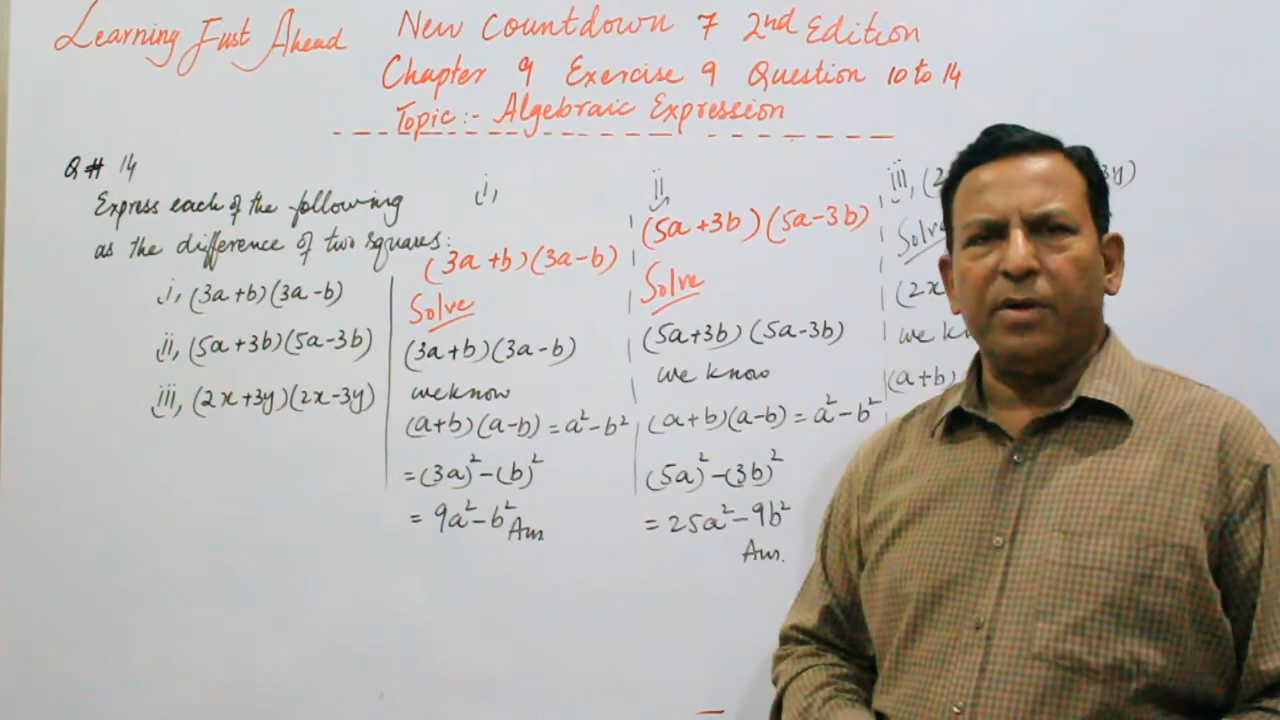 Learning Just Ahead
New Countdown 7 2nd Edition
Chapter 9 Exercise 9 Question 10 to 14
Topic :- Algebraic Expression
Q # 14
Express each of the following
as the difference of two squares:
i, (3a+b)(3a-b)
ii, (5a+3b)(5a-3b)
iii, (2x+3y)(2x-3y)
i,
(3a+b)(3a-b)
Solve
(3a+b)(3a-b)
we know
(a+b)(a-b) = a²-b²
= (3a)²-(b)²
= 9a²-b² Ans
ii
(5a+3b)(5a-3b)
Solve
(5a+3b)(5a-3b)
we know
(a+b)(a-b) = a²-b²
(5a)²-(3b)²
= 25a²-9b²
Ans.
iii, (2 3y)
Solve
(2x
we k
(a+b)